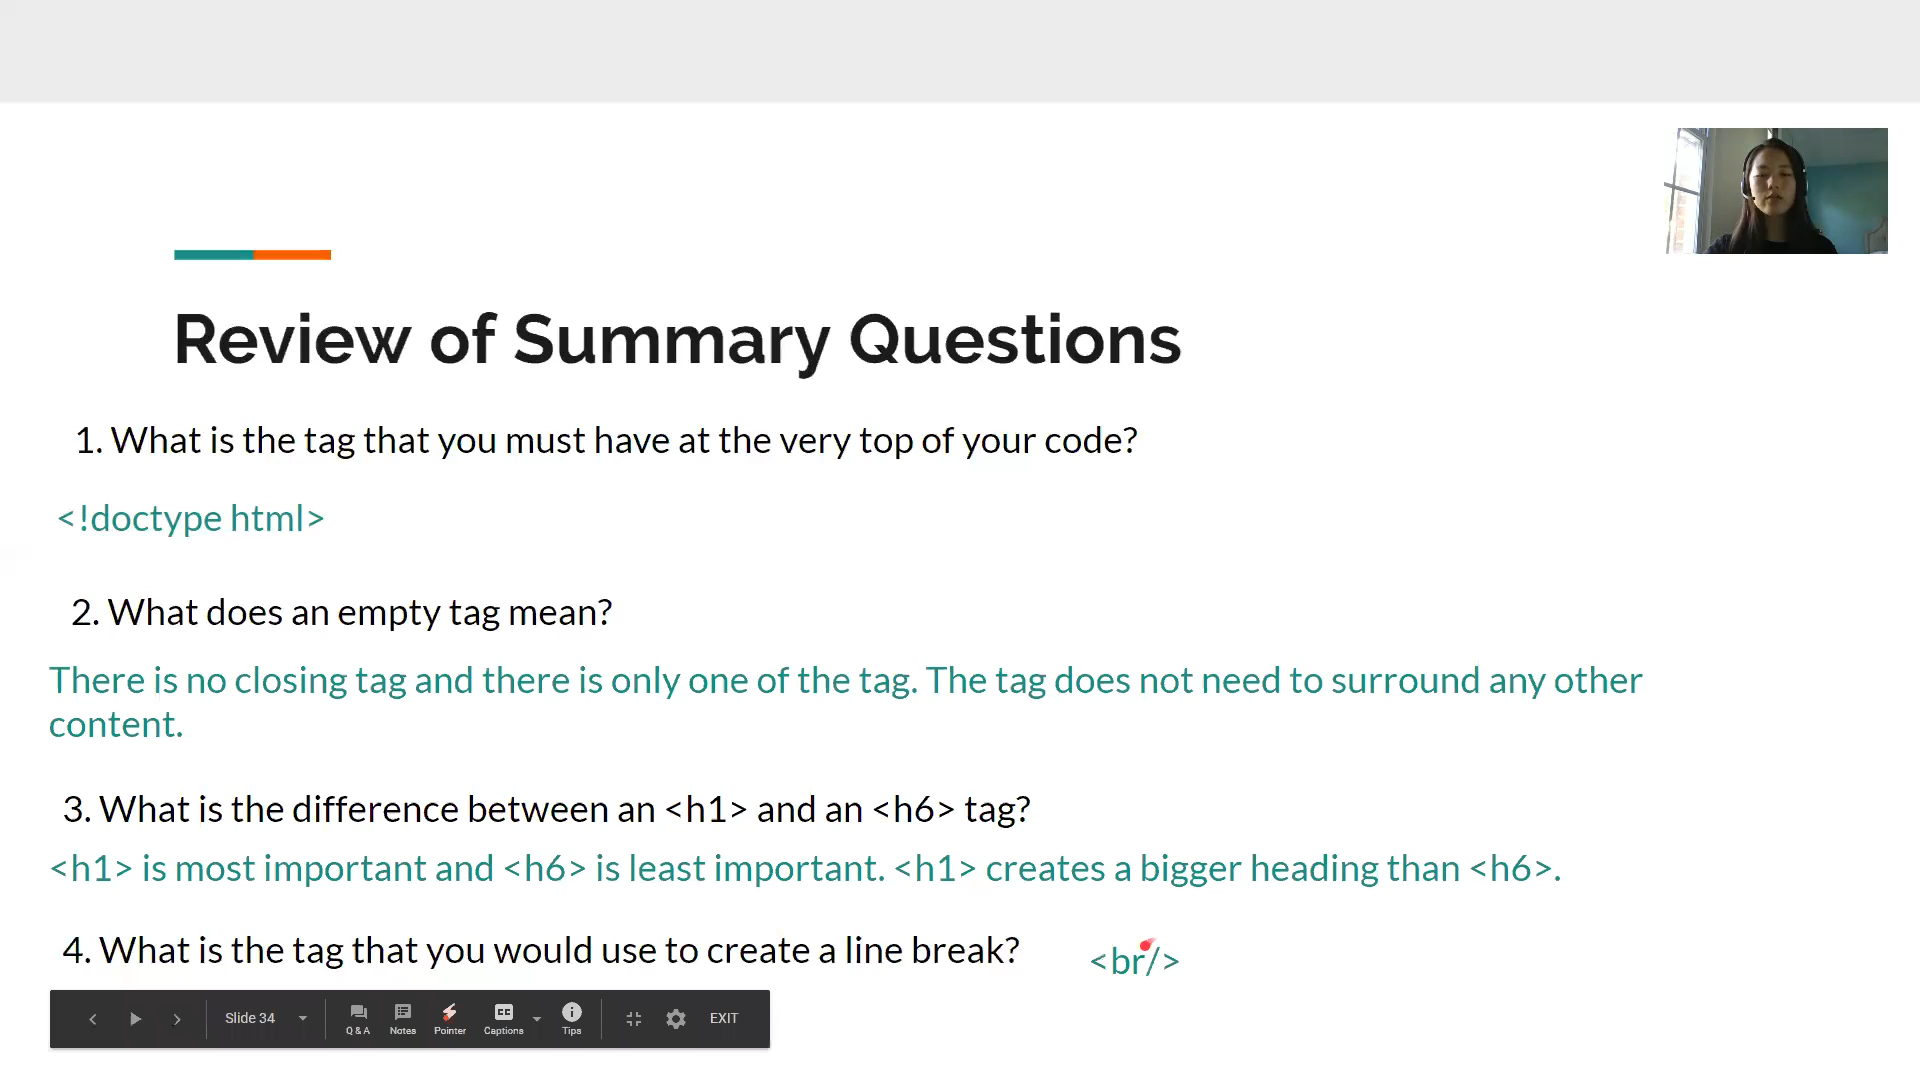 Review of Summary Questions
1. What is the tag that you must have at the very top of your code?
<!doctype html>
2. What does an empty tag mean?
There is no closing tag and there is only one of the tag. The tag does not need to surround any other
content.
3. What is the difference between an <h1> and an <h6> tag?
<h1> is most important and <h6> is least important. <h1> creates a bigger heading than <h6>.
4. What is the tag that you would use to create a line break? <br/>
Slide 34 Q & A Notes Pointer Captions Tips EXIT